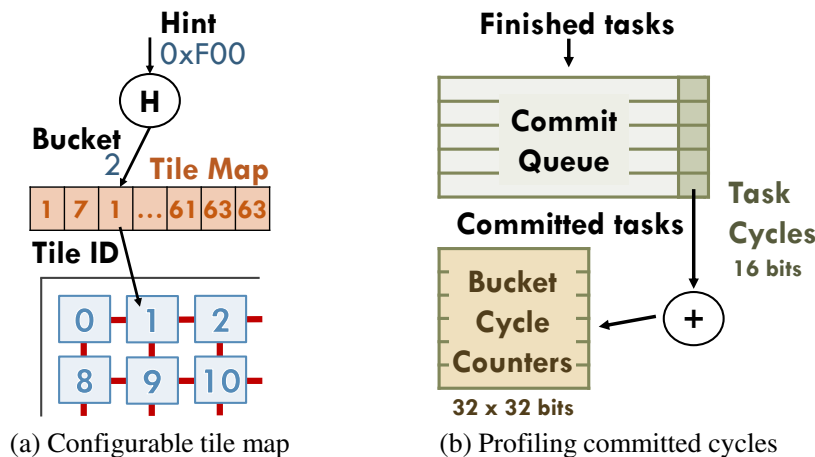 Hint
0xF00
H
Bucket
2
Tile Map
1 7 1 ... 61 63 63
Tile ID
0 1 2
8 9 10
(a) Configurable tile map
Finished tasks
Commit
Queue
Committed tasks
Task
Cycles
16 bits
Bucket
Cycle
Counters
+
32 x 32 bits
(b) Profiling committed cycles